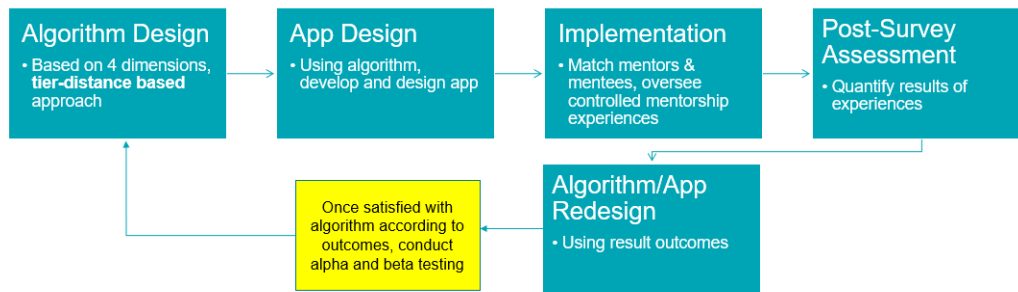 Algorithm Design
• Based on 4 dimensions,
tier-distance based
approach
App Design
• Using algorithm,
develop and design app
Implementation
• Match mentors &
mentees, oversee
controlled mentorship
experiences
Post-Survey
Assessment
• Quantify results of
experiences
Algorithm/App
Redesign
• Using result outcomes
Once satisfied with
algorithm according to
outcomes, conduct
alpha and beta testing